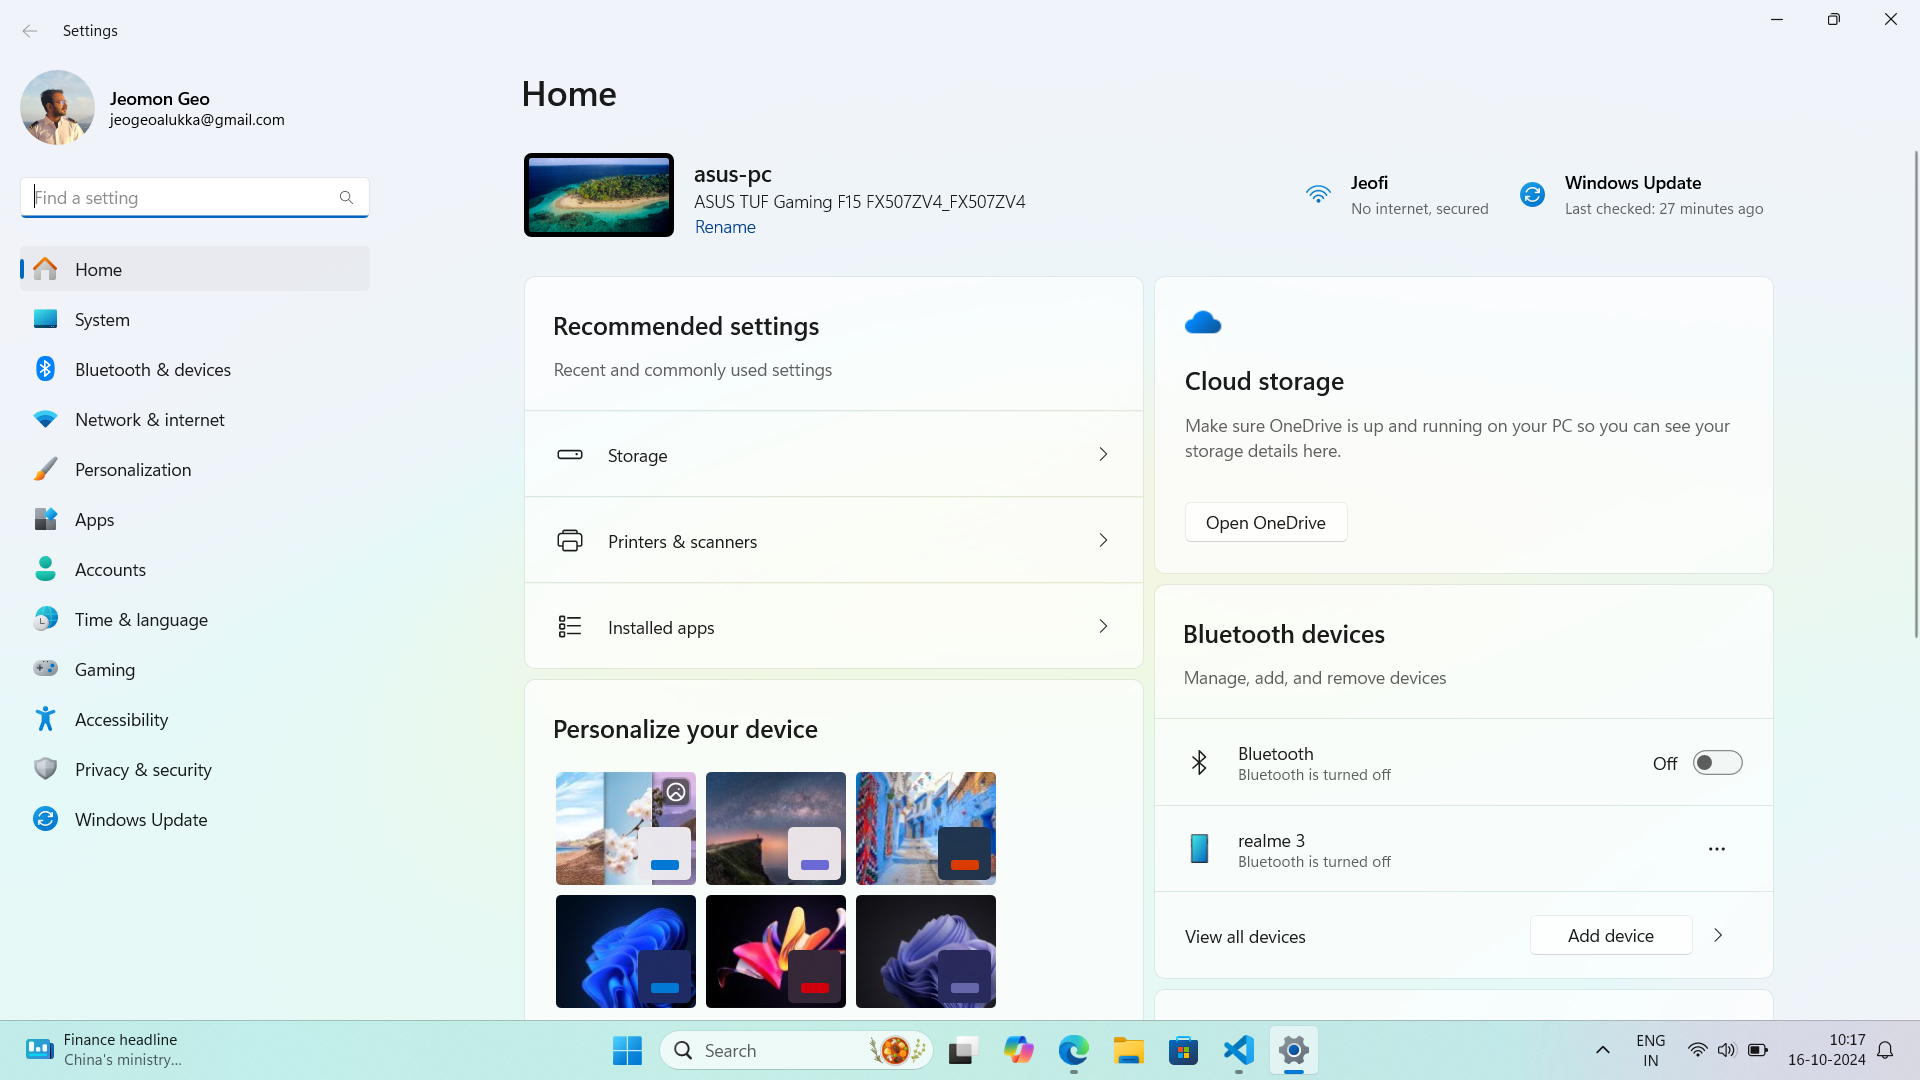 Settings
Jeomon Geo
jeogeoalukka@gmail.com
Find a setting
Home
System
Bluetooth & devices
Network & internet
Personalization
Apps
Accounts
Time & language
Gaming
Accessibility
Privacy & security
Windows Update
Home
asus-pc
ASUS TUF Gaming F15 FX507ZV4_FX507ZV4
Rename
Jeofi
No internet, secured
Windows Update
Last checked: 27 minutes ago
Recommended settings
Recent and commonly used settings
Storage
Printers & scanners
Installed apps
Personalize your device
Cloud storage
Make sure OneDrive is up and running on your PC so you can see your
storage details here.
Open OneDrive
Bluetooth devices
Manage, add, and remove devices
Bluetooth
Bluetooth is turned off
Off
realme 3
Bluetooth is turned off
View all devices
Add device
Finance headline
China's ministry...
Search
ENG
IN
10:17
16-10-2024